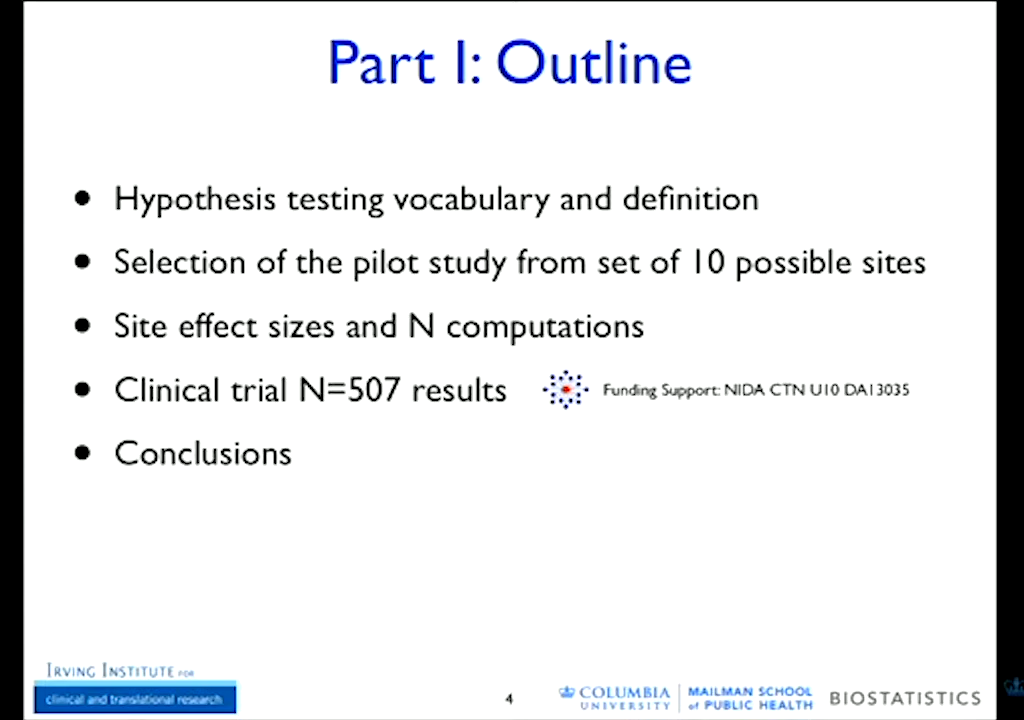 Part I: Outline
• Hypothesis testing vocabulary and definition
• Selection of the pilot study from set of 10 possible sites
• Site effect sizes and N computations
• Clinical trial N=507 results
Funding Support: NIDA CTN U10 DA13035
• Conclusions
IRVING INSTITUTE FOR
clinical and translational research
4
COLUMBIA UNIVERSITY
MAILMAN SCHOOL of PUBLIC HEALTH
BIOSTATISTICS